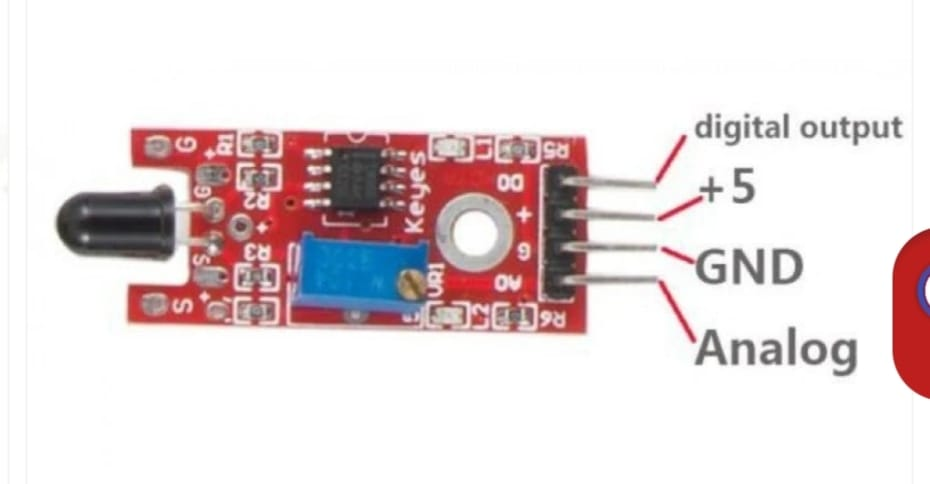 digital output
+5
GND
Analog
G
R1
L1
R5
+
G
R2
DO
Keyes
+
+
R3
G
S
AO
VR1
S
+
L2
R6